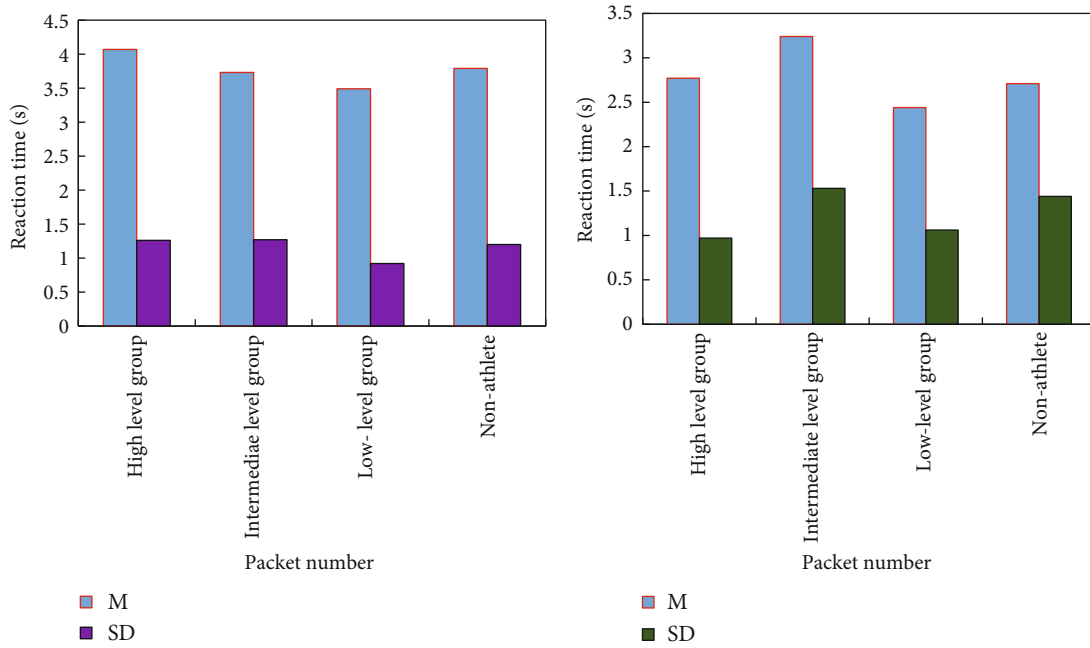 Reaction time (s)
4.5
4
3.5
3
2.5
2
1.5
1
0.5
0
High level group
Intermediae level group
Low- level group
Non-athlete
Packet number
M
SD
Reaction time (s)
3.5
3
2.5
2
1.5
1
0.5
0
High level group
Intermediate level group
Low-level group
Non-athlete
Packet number
M
SD